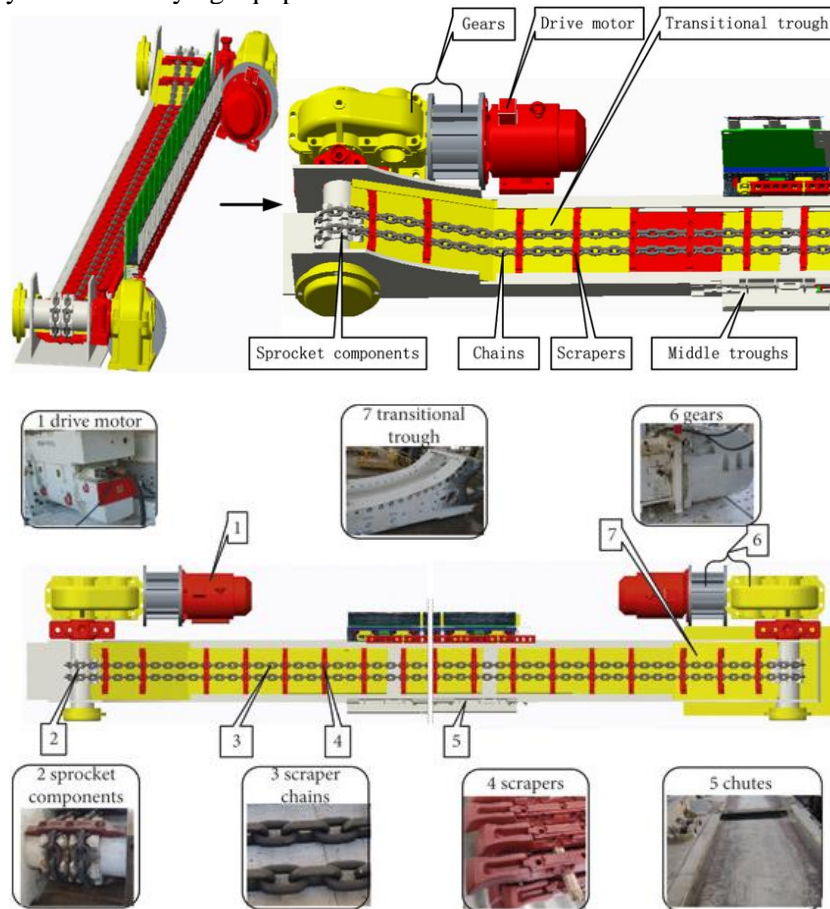 Gears
Drive motor
Transitional trough
Sprocket components
Chains
Scrapers
Middle troughs
1 drive motor
7 transitional
trough
6 gears
1
7
6
2
3
4
5
2 sprocket
components
3 scraper
chains
4 scrapers
5 chutes